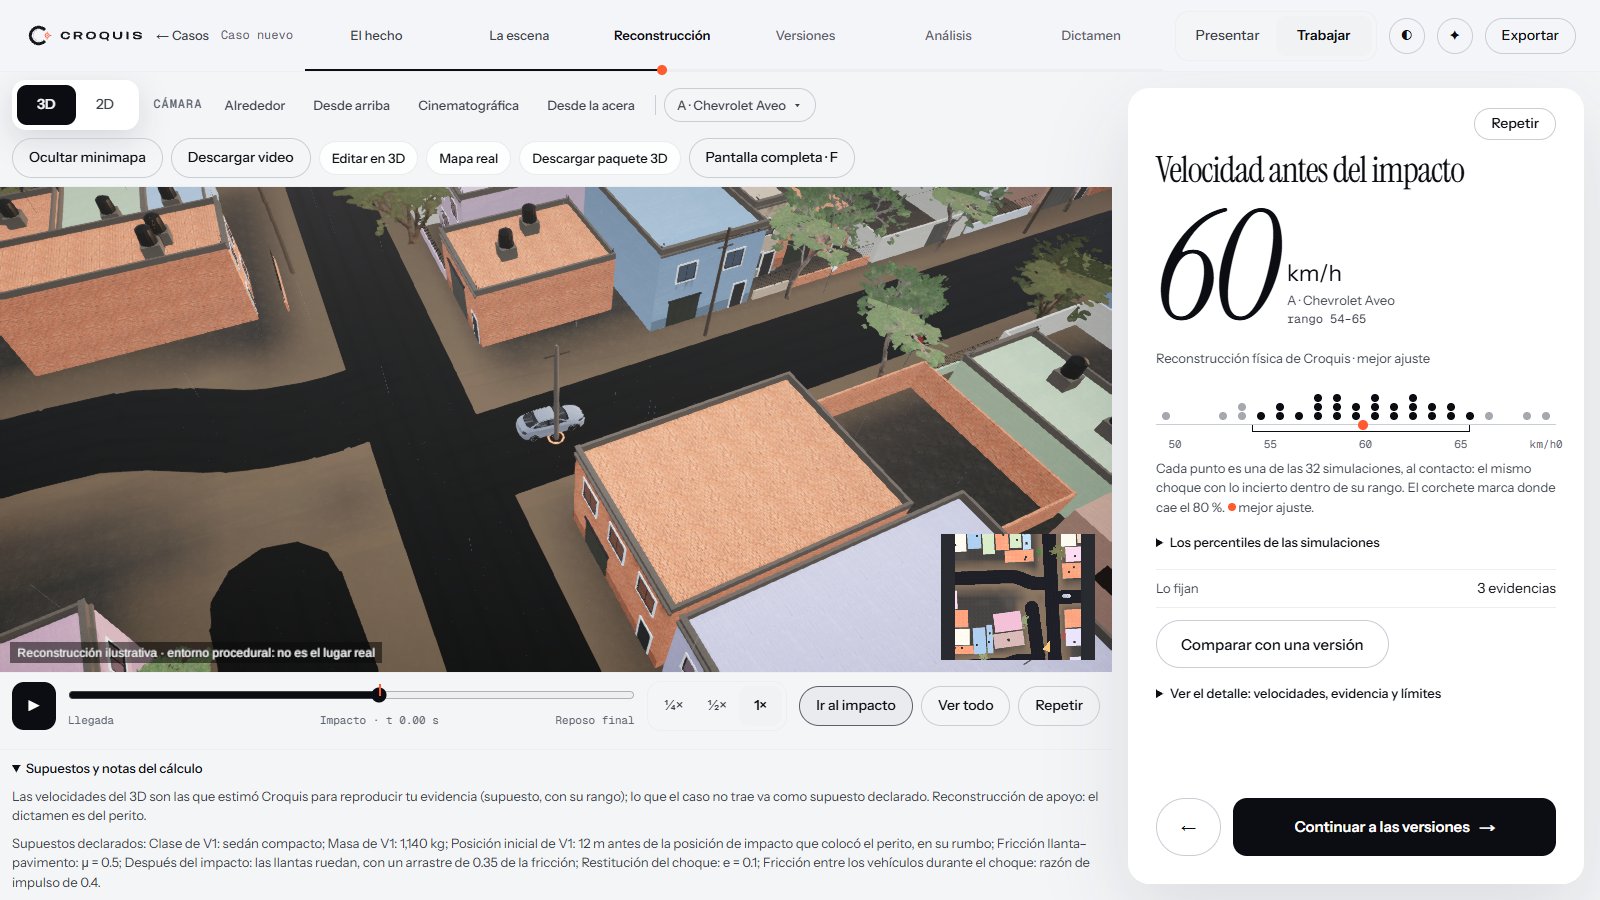 CROQUIS
← Casos
Caso nuevo
El hecho
La escena
Reconstrucción
Versiones
Análisis
Dictamen
Presentar
Trabajar
Exportar
3D
2D
CÁMARA
Alrededor
Desde arriba
Cinematográfica
Desde la acera
A · Chevrolet Aveo
Ocultar minimapa
Descargar video
Editar en 3D
Mapa real
Descargar paquete 3D
Pantalla completa · F
Reconstrucción ilustrativa · entorno procedural: no es el lugar real
Llegada
Impacto · t 0.00 s
Reposo final
¼×
½×
1×
Ir al impacto
Ver todo
Repetir
Supuestos y notas del cálculo
Las velocidades del 3D son las que estimó Croquis para reproducir tu evidencia (supuesto, con su rango); lo que el caso no trae va como supuesto declarado. Reconstrucción de apoyo: el
dictamen es del perito.
Supuestos declarados: Clase de V1: sedán compacto; Masa de V1: 1,140 kg; Posición inicial de V1: 12 m antes de la posición de impacto que colocó el perito, en su rumbo; Fricción llanta–
pavimento: µ = 0.5; Después del impacto: las llantas ruedan, con un arrastre de 0.35 de la fricción; Restitución del choque: e = 0.1; Fricción entre los vehículos durante el choque: razón de
impulso de 0.4.
Repetir
Velocidad antes del impacto
60
km/h
A · Chevrolet Aveo
rango 54–65
Reconstrucción física de Croquis · mejor ajuste
50
55
60
65
km/h0
Cada punto es una de las 32 simulaciones, al contacto: el mismo
choque con lo incierto dentro de su rango. El corchete marca donde
cae el 80 %. mejor ajuste.
Los percentiles de las simulaciones
Lo fijan
3 evidencias
Comparar con una versión
Ver el detalle: velocidades, evidencia y límites
←
Continuar a las versiones →